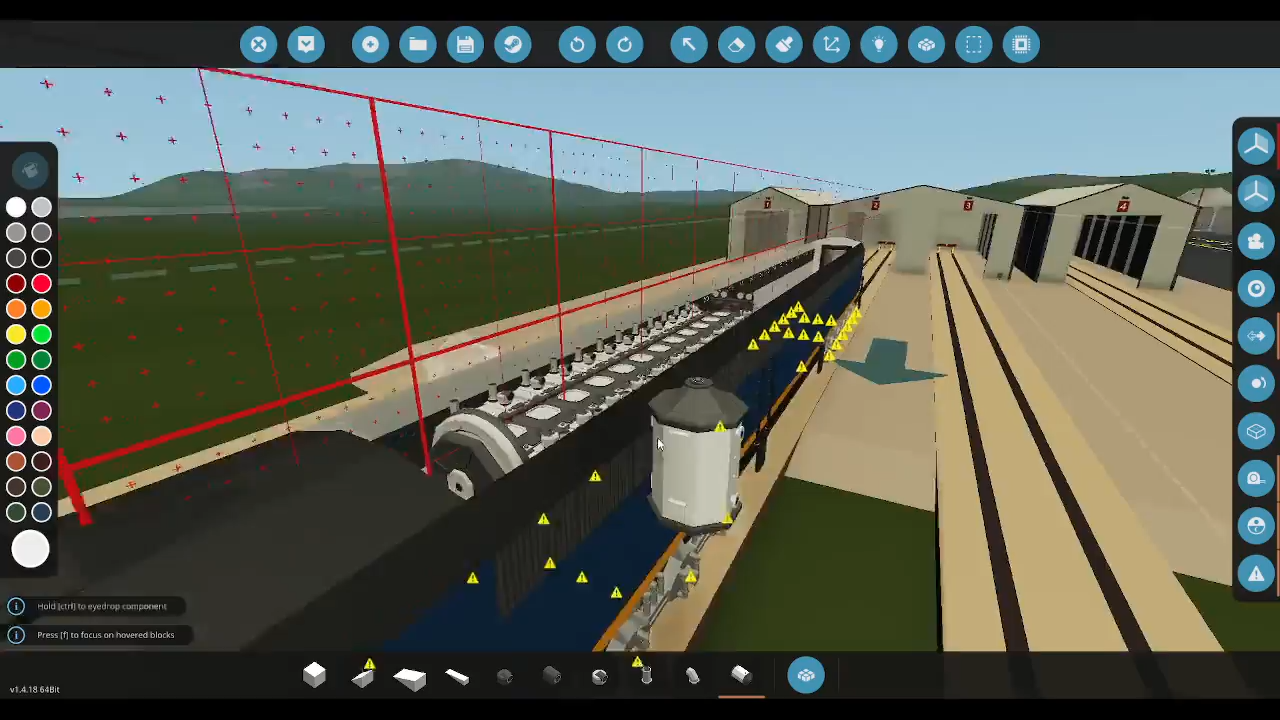 1
2
3
4
Hold [ctrl] to eyedrop component
Press [f] to focus on hovered blocks
v1.4.18 64Bit